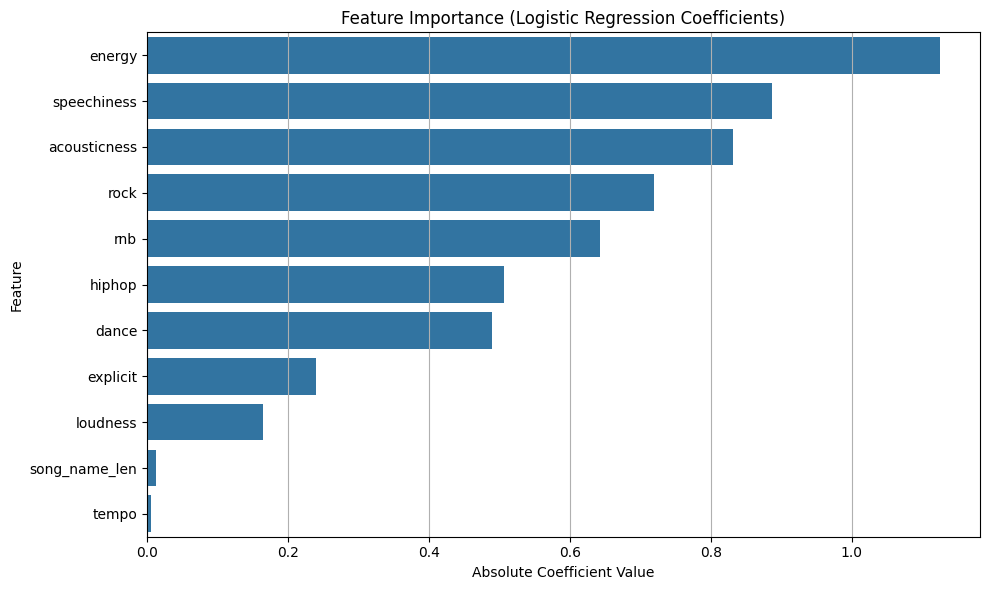 Feature Importance (Logistic Regression Coefficients)
energy
speechiness
acousticness
rock
rnb
hiphop
dance
explicit
loudness
song_name_len
tempo
Feature
0.0 0.2 0.4 0.6 0.8 1.0
Absolute Coefficient Value